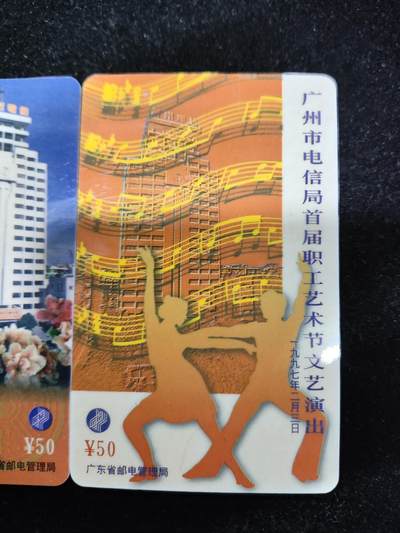 广州市电信局首届职工艺术节文艺演出
一九九七年二月三日
¥50
广东省邮电管理局
¥50
省邮电管理局